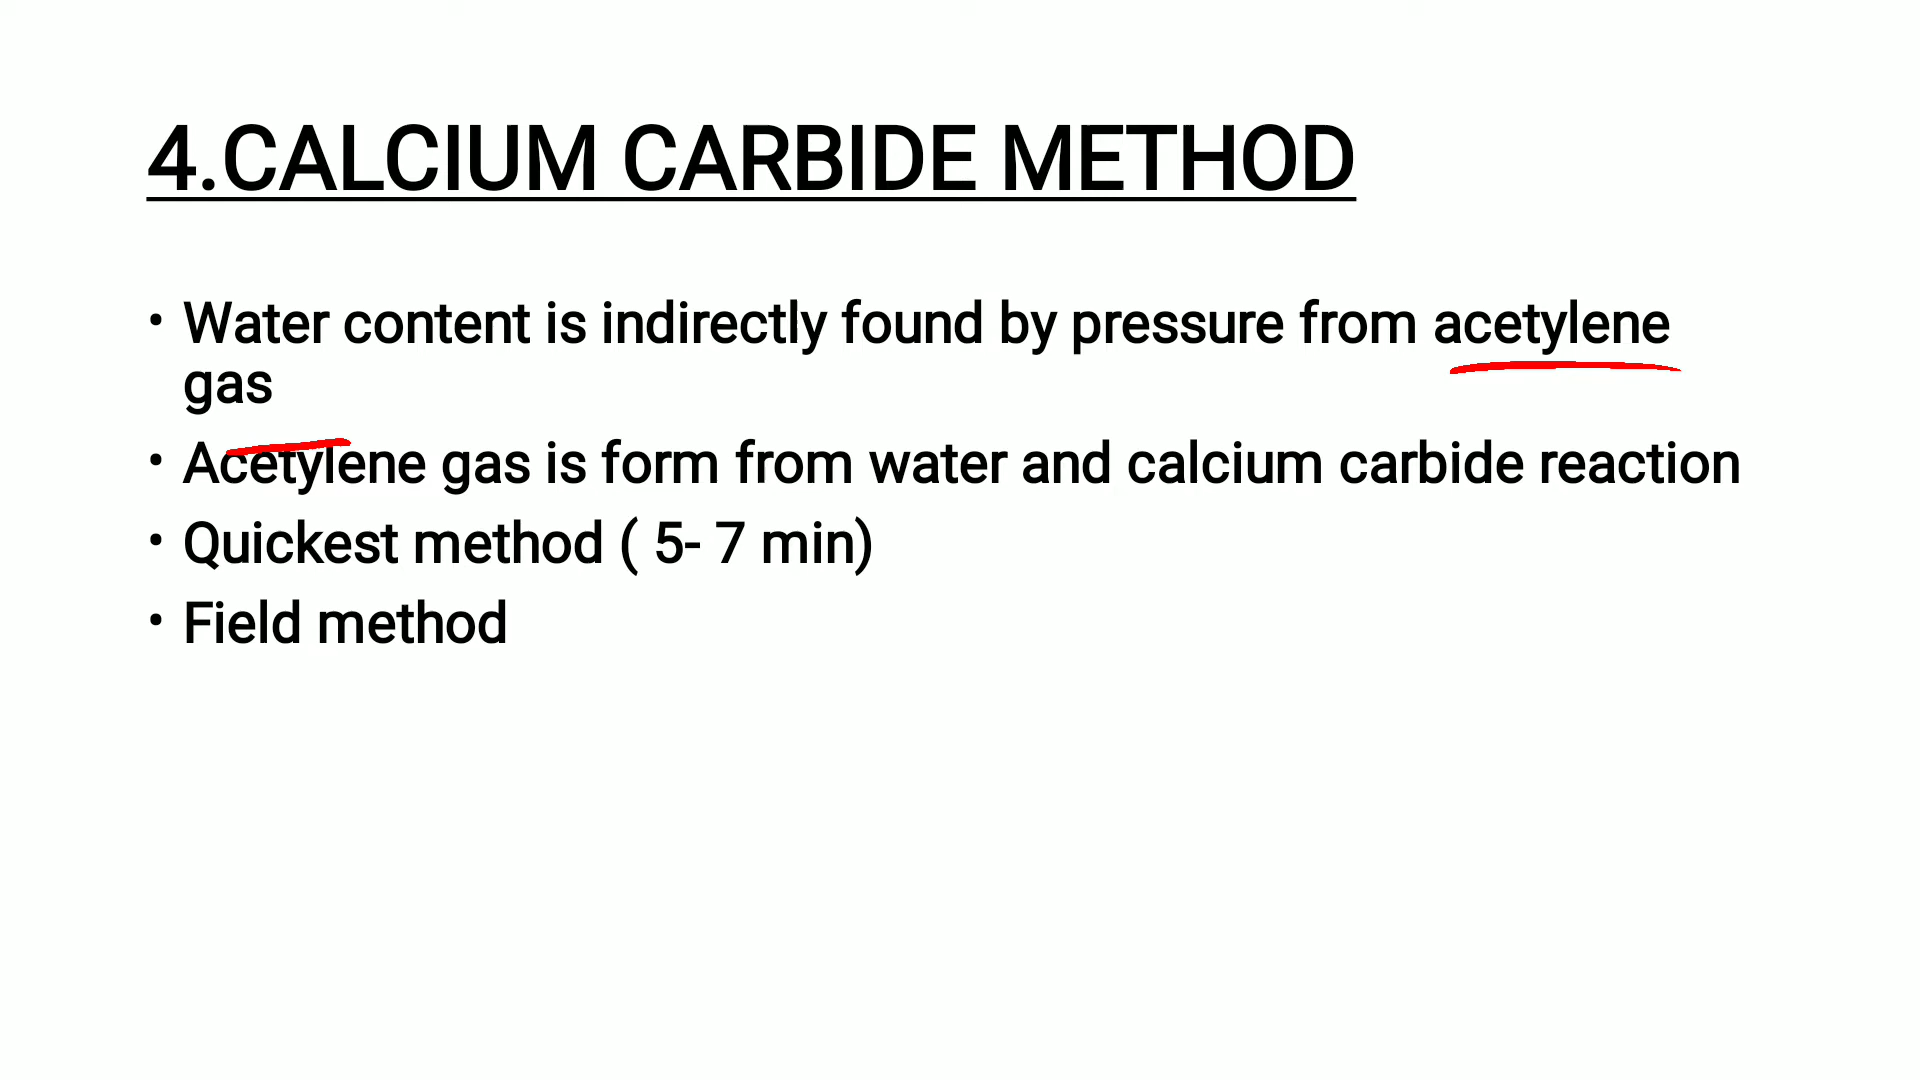 4.CALCIUM CARBIDE METHOD
• Water content is indirectly found by pressure from acetylene
gas
• Acetylene gas is form from water and calcium carbide reaction
• Quickest method ( 5- 7 min)
• Field method